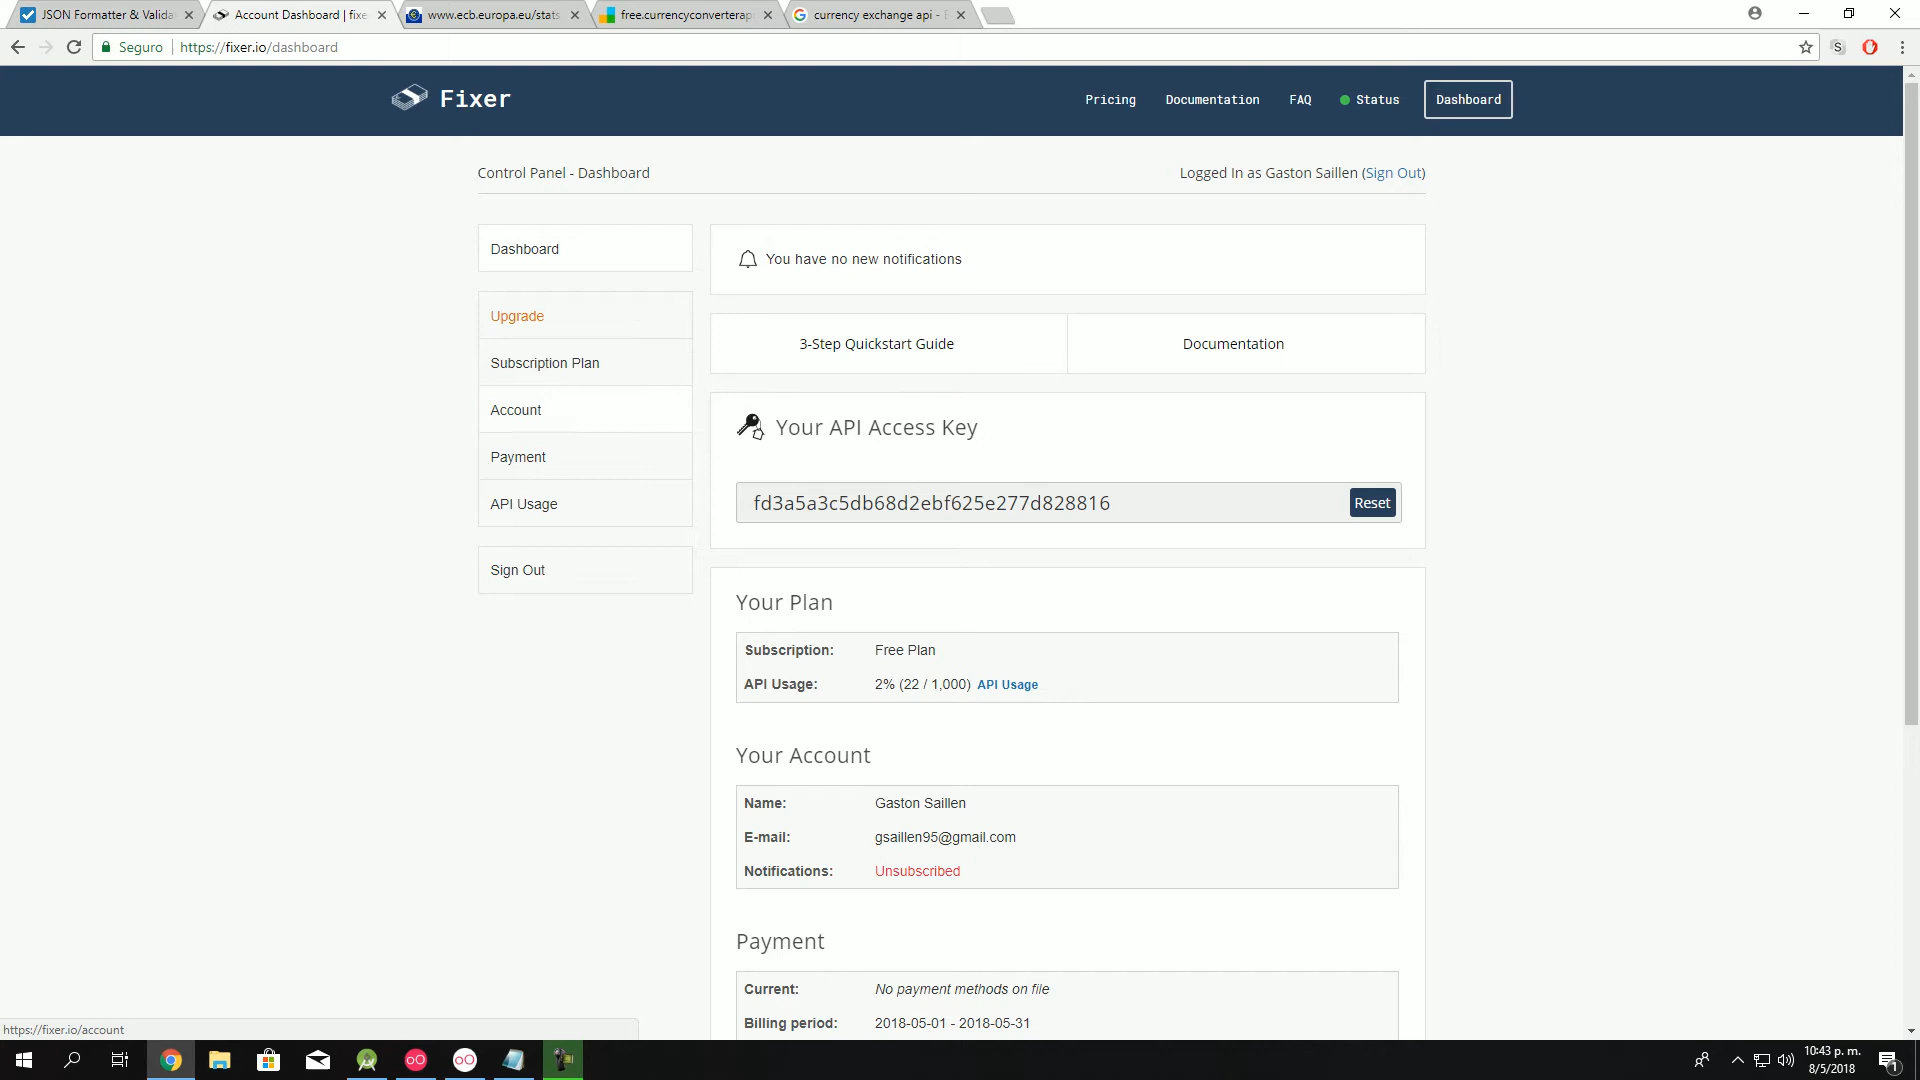 JSON Formatter & Valida
Account Dashboard | fixe
www.ecb.europa.eu/stats
free.currencyconverterap
currency exchange api -
Seguro
https://fixer.io/dashboard
Fixer
Pricing
Documentation
FAQ
Status
Dashboard
Control Panel - Dashboard
Logged In as Gaston Saillen (Sign Out)
Dashboard
You have no new notifications
Upgrade
3-Step Quickstart Guide
Documentation
Subscription Plan
Account
Your API Access Key
Payment
API Usage
fd3a5a3c5db68d2ebf625e277d828816
Reset
Sign Out
Your Plan
Subscription: Free Plan
API Usage: 2% (22 / 1,000) API Usage
Your Account
Name: Gaston Saillen
E-mail: gsaillen95@gmail.com
Notifications: Unsubscribed
Payment
Current: No payment methods on file
Billing period: 2018-05-01 - 2018-05-31
https://fixer.io/account
10:43 p. m.
8/5/2018
1